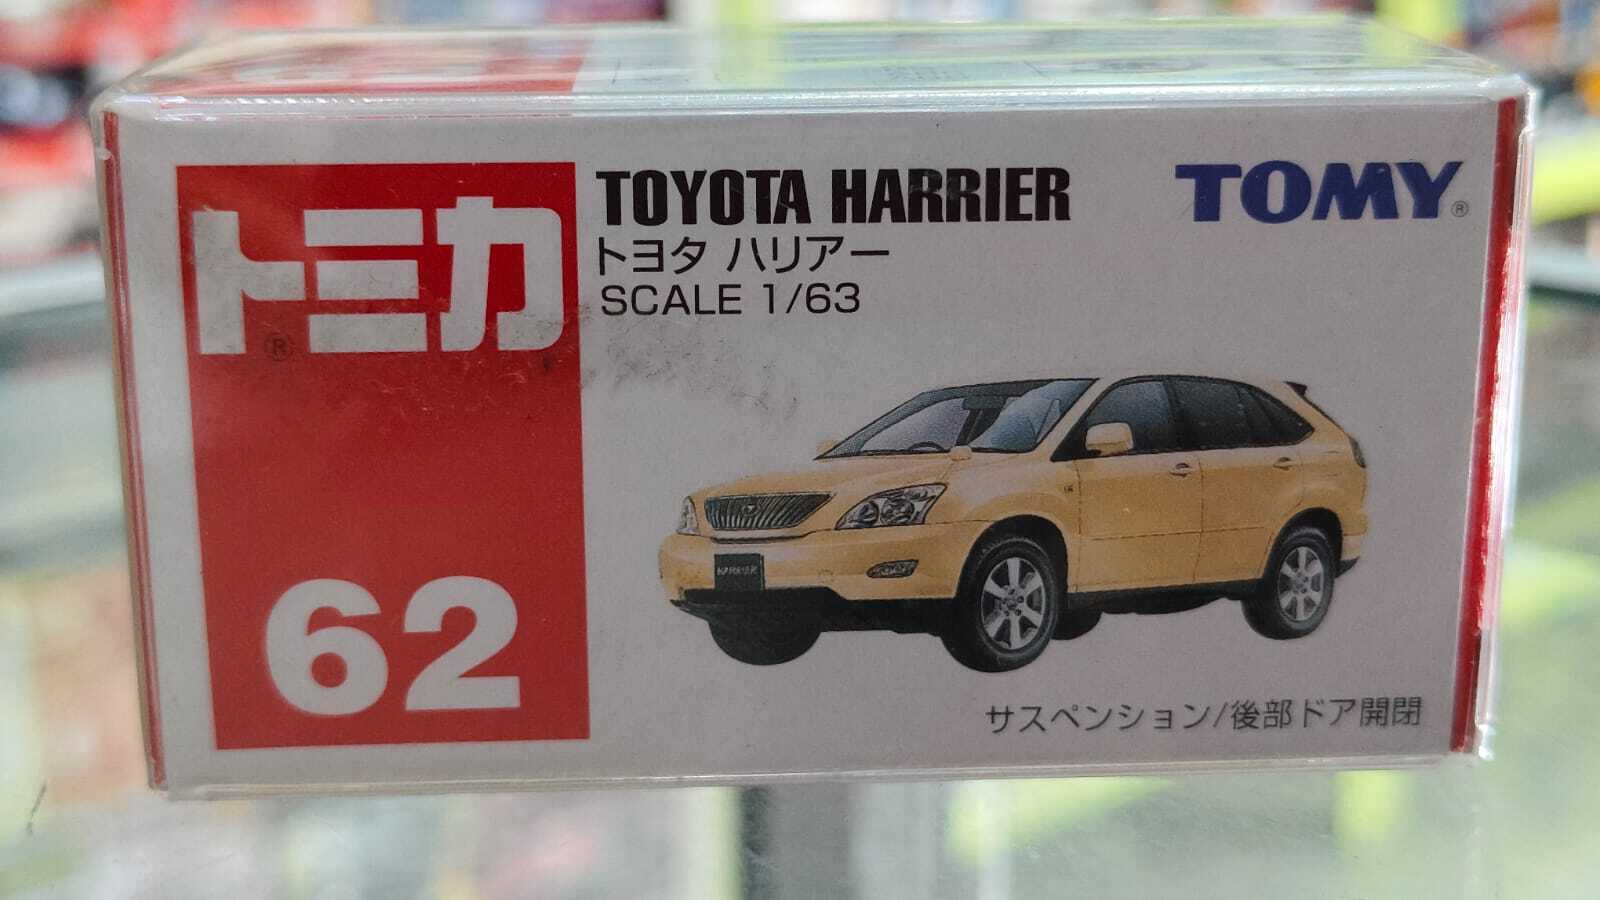 トミカ®
62
TOYOTA HARRIER
トヨタ ハリアー
SCALE 1/63
TOMY®
HARRIER
サスペンション/後部ドア開閉